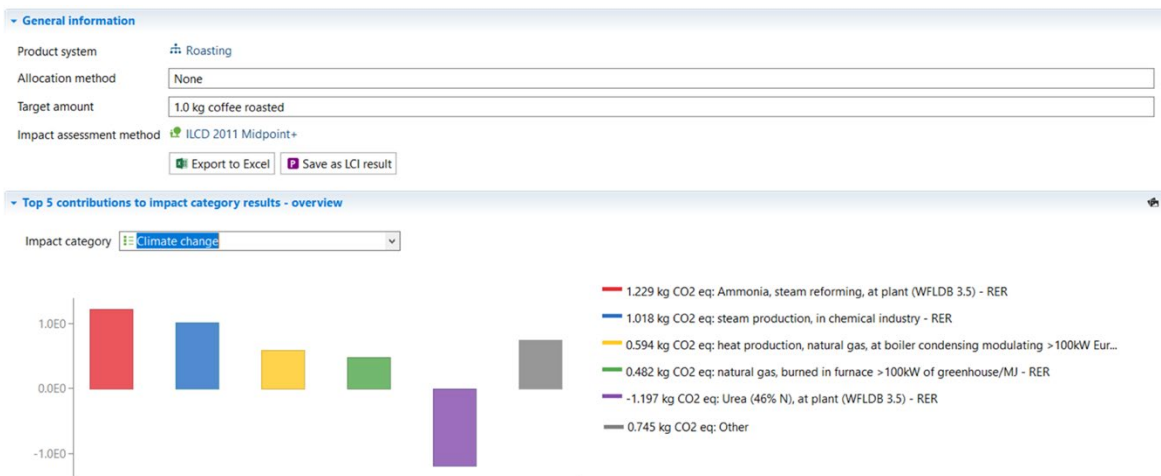 General information
Product system Roasting
Allocation method None
Target amount 1.0 kg coffee roasted
Impact assessment method ILCD 2011 Midpoint+
Export to Excel Save as LCI result
Top 5 contributions to impact category results - overview
Impact category Climate change
1.0E0
0.0E0
-1.0E0
1.229 kg CO2 eq: Ammonia, steam reforming, at plant (WFLDB 3.5) - RER
1.018 kg CO2 eq: steam production, in chemical industry - RER
0.594 kg CO2 eq: heat production, natural gas, at boiler condensing modulating >100kW Eur...
0.482 kg CO2 eq: natural gas, burned in furnace >100kW of greenhouse/MJ - RER
-1.197 kg CO2 eq: Urea (46% N), at plant (WFLDB 3.5) - RER
0.745 kg CO2 eq: Other